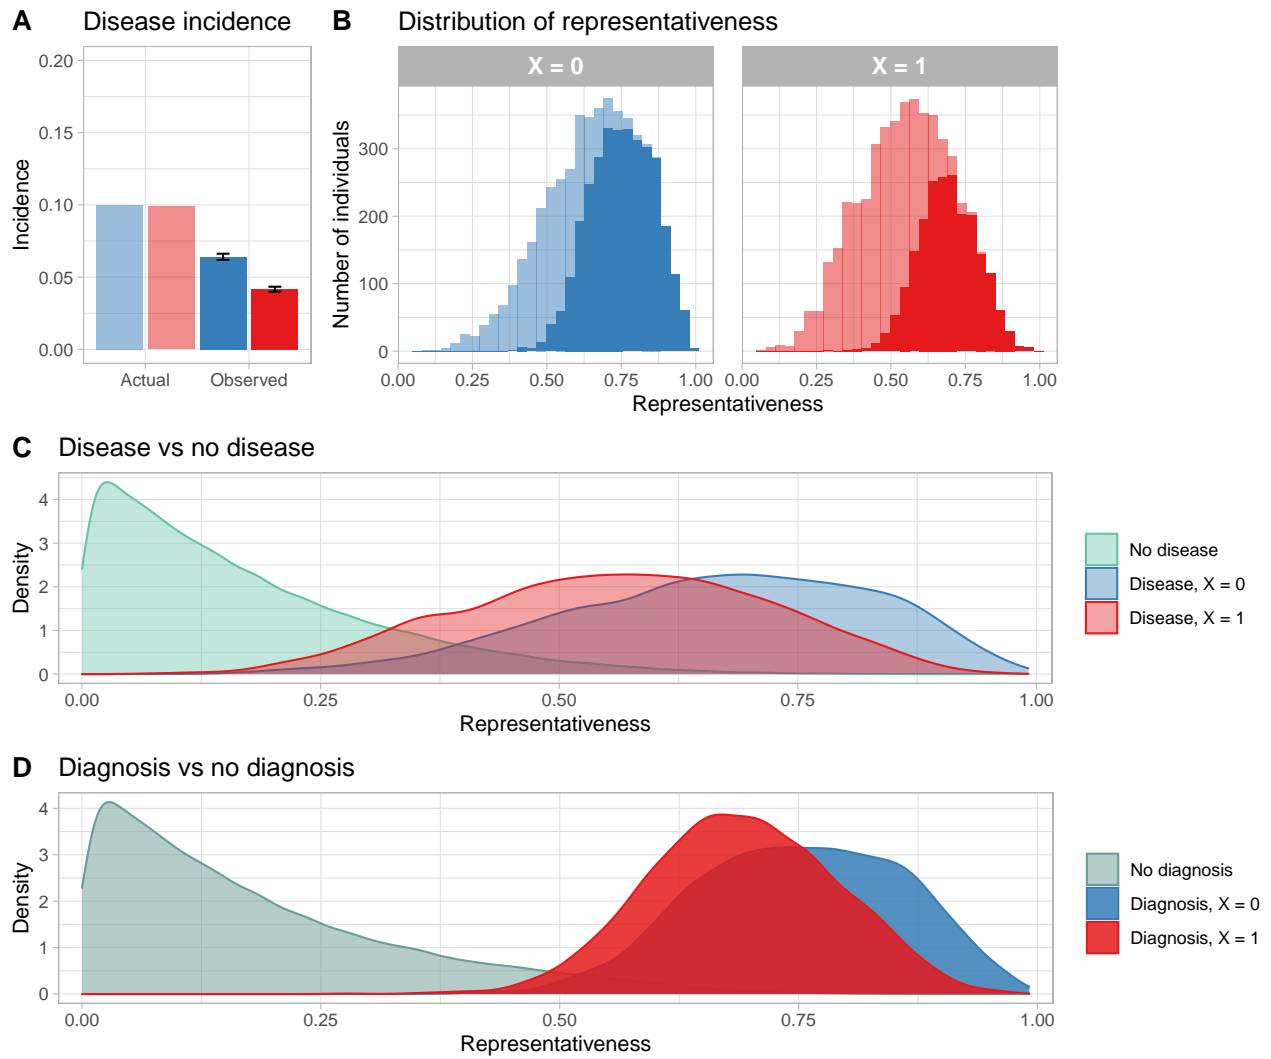 A Disease incidence
Incidence
0.20
0.15
0.10
0.05
0.00
Actual Observed
B Distribution of representativeness
X = 0 X = 1
Number of individuals
300
200
100
0
0.00 0.25 0.50 0.75 1.00 0.00 0.25 0.50 0.75 1.00
Representativeness
C Disease vs no disease
Density
4
3
2
1
0
0.00 0.25 0.50 0.75 1.00
Representativeness
No disease
Disease, X = 0
Disease, X = 1
D Diagnosis vs no diagnosis
Density
4
3
2
1
0
0.00 0.25 0.50 0.75 1.00
Representativeness
No diagnosis
Diagnosis, X = 0
Diagnosis, X = 1